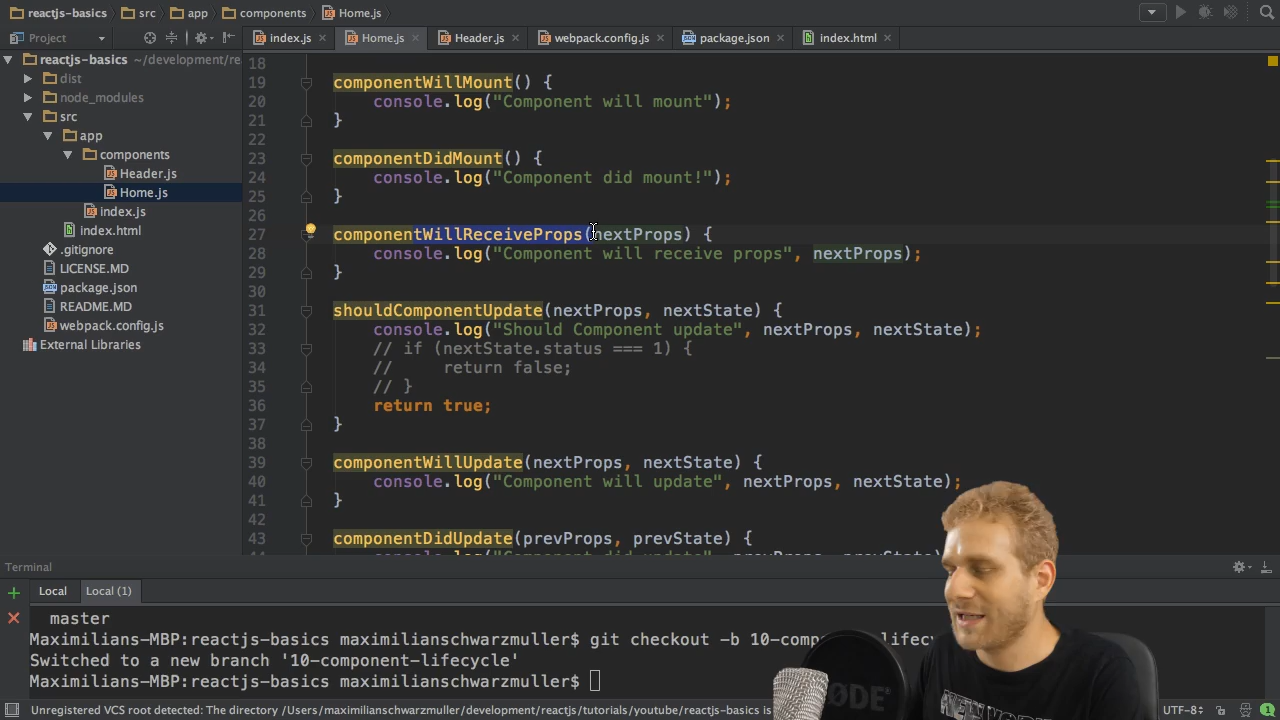 reactjs-basics src app components Home.js
Project
index.js Home.js Header.js webpack.config.js package.json index.html
reactjs-basics ~/development/re
dist
node_modules
src
app
components
Header.js
Home.js
index.js
index.html
.gitignore
LICENSE.MD
package.json
README.MD
webpack.config.js
External Libraries
18
19 componentWillMount() {
20 console.log("Component will mount");
21 }
22
23 componentDidMount() {
24 console.log("Component did mount!");
25 }
26
27 componentWillReceiveProps(nextProps) {
28 console.log("Component will receive props", nextProps);
29 }
30
31 shouldComponentUpdate(nextProps, nextState) {
32 console.log("Should Component update", nextProps, nextState);
33 // if (nextState.status === 1) {
34 // return false;
35 // }
36 return true;
37 }
38
39 componentWillUpdate(nextProps, nextState) {
40 console.log("Component will update", nextProps, nextState);
41 }
42
43 componentDidUpdate(prevProps, prevState) {
Terminal
Local Local (1)
master
Maximilians-MBP:reactjs-basics maximilianschwarzmuller$ git checkout -b 10-comp
Switched to a new branch '10-component-lifecycle'
Maximilians-MBP:reactjs-basics maximilianschwarzmuller$
Unregistered VCS root detected: The directory /Users/maximilianschwarzmuller/development/reactjs/tutorials/youtube/reactjs-basics is
UTF-8
1